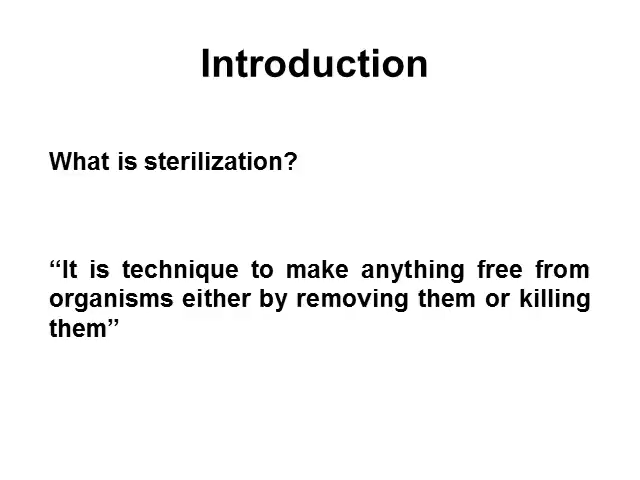 Introduction
What is sterilization?
“It is technique to make anything free from
organisms either by removing them or killing
them”